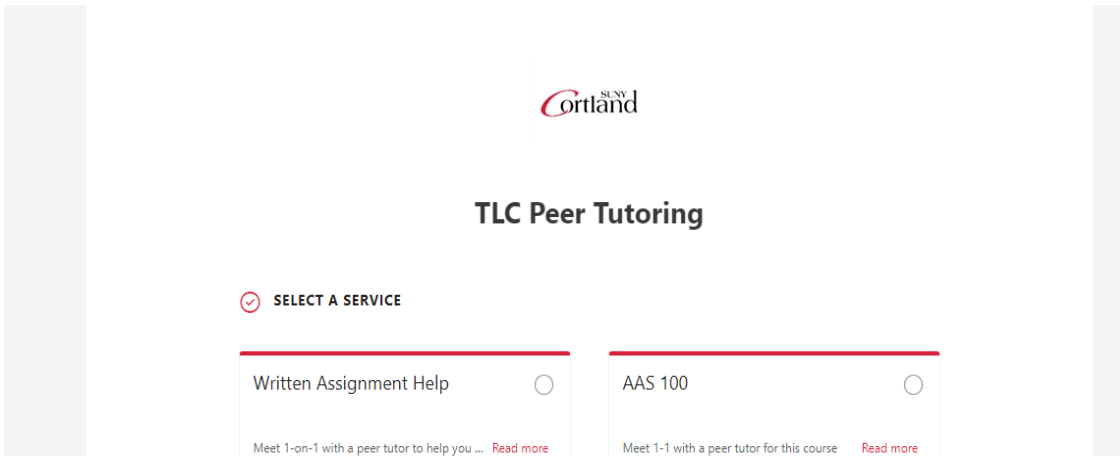 SUNY
Cortland
TLC Peer Tutoring
SELECT A SERVICE
Written Assignment Help
AAS 100
Meet 1-on-1 with a peer tutor to help you ... Read more
Meet 1-1 with a peer tutor for this course Read more